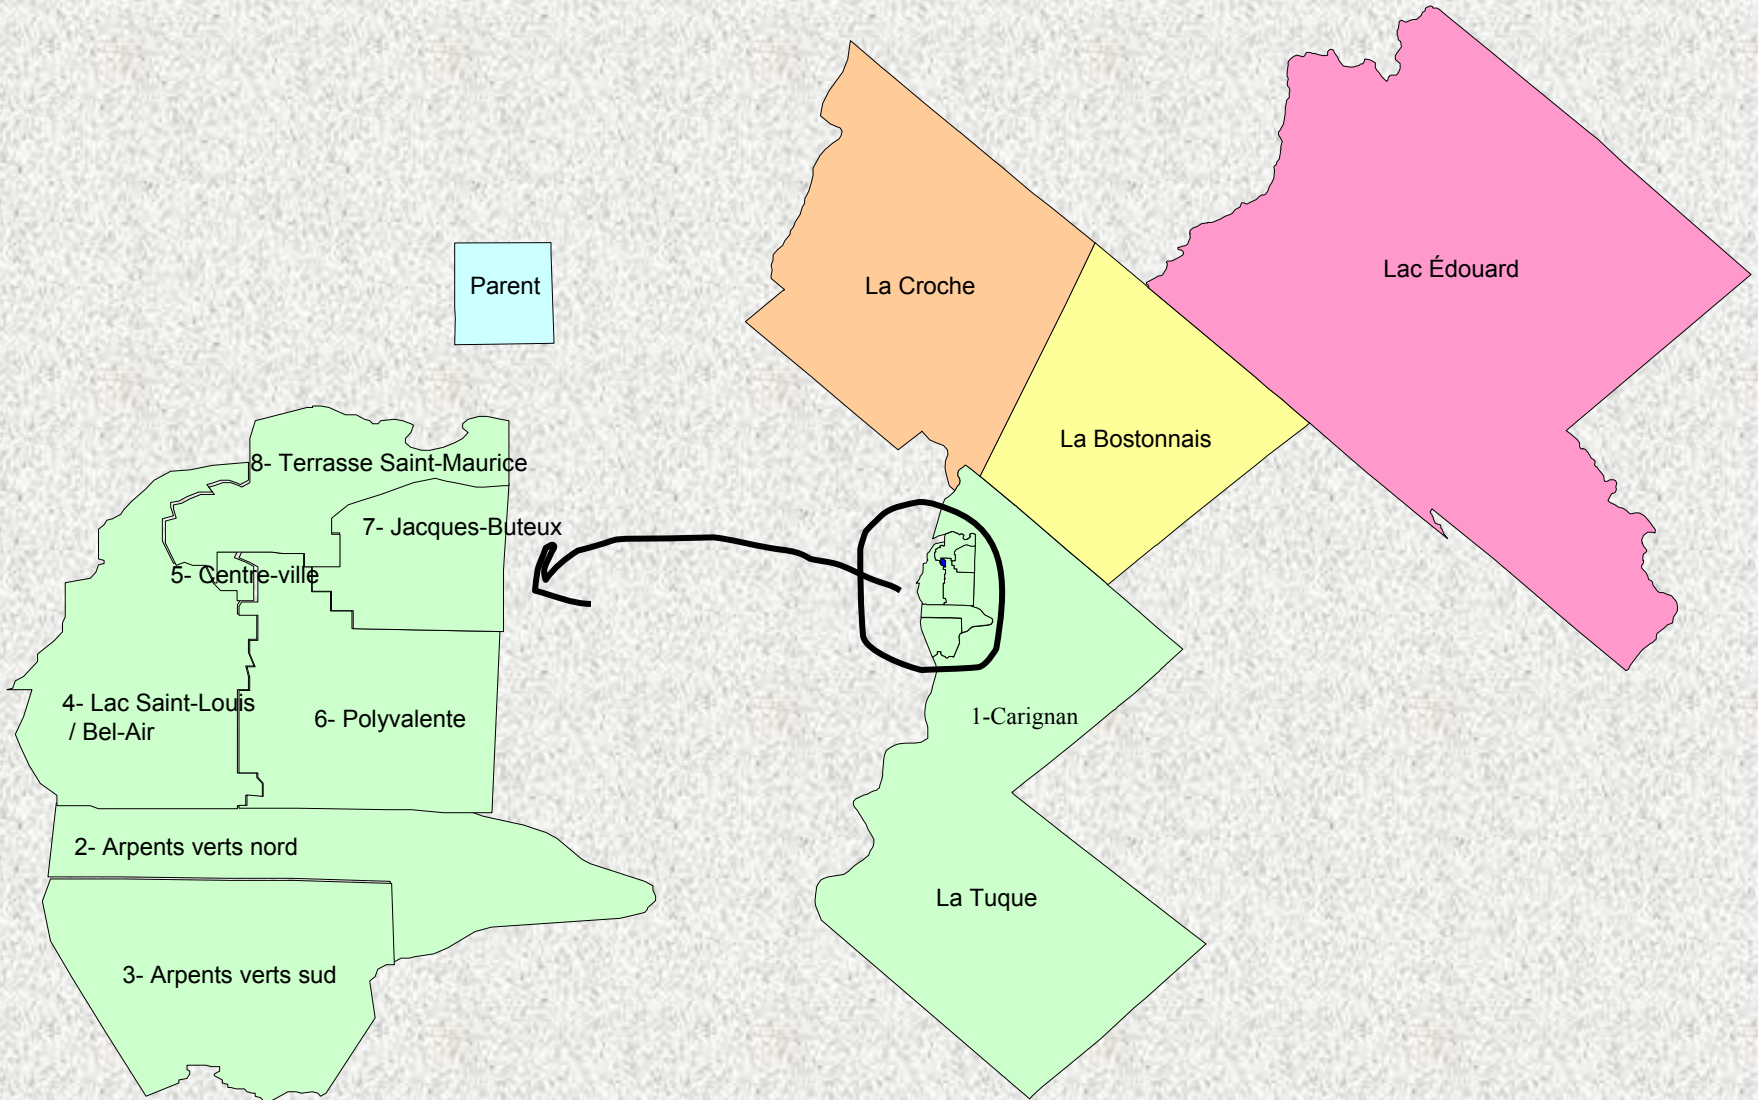 Lac Édouard
Parent
La Croche
La Bostonnais
8- Terrasse Saint-Maurice
7- Jacques-Buteux
5- Centre-ville
4- Lac Saint-Louis
/ Bel-Air
6- Polyvalente
1-Carignan
2- Arpents verts nord
La Tuque
3- Arpents verts sud